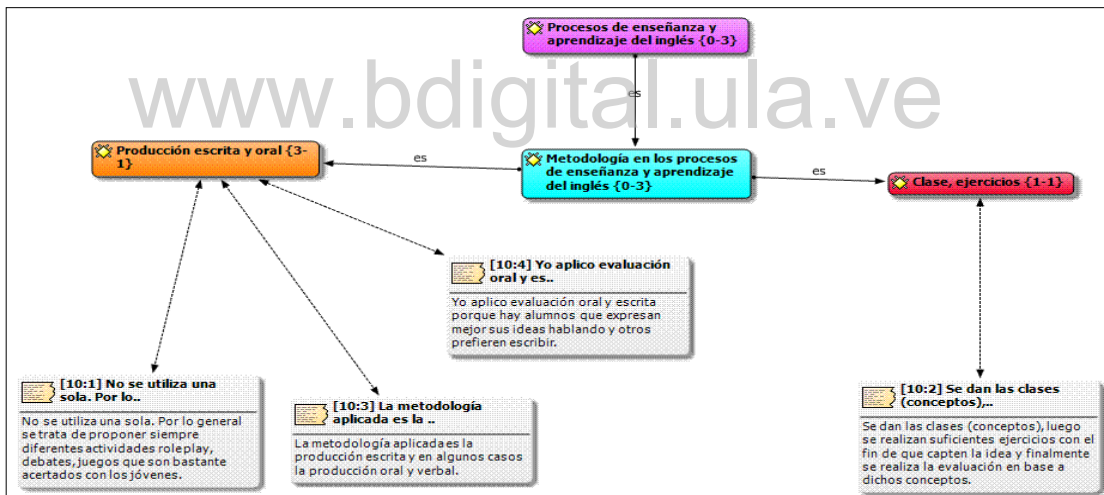 Procesos de enseñanza y
aprendizaje del inglés {0-3}
www.bdigital.ula.ve
es
Producción escrita y oral {3-
1}
es
Metodología en los procesos
de enseñanza y aprendizaje
del inglés {0-3}
es
Clase, ejercicios {1-1}
[10:4] Yo aplico evaluación
oral y es..
Yo aplico evaluación oral y escrita
porque hay alumnos que expresan
mejor sus ideas hablando y otros
prefieren escribir.
[10:1] No se utiliza una
sola. Por lo..
No se utiliza una sola. Por lo general
se trata de proponer siempre
diferentes actividades role play,
debates, juegos que son bastante
acertados con los jóvenes.
[10:3] La metodología
aplicada es la ..
La metodología aplicada es la
producción escrita y en algunos casos
la producción oral y verbal.
[10:2] Se dan las clases
(conceptos),..
Se dan las clases (conceptos), luego
se realizan suficientes ejercicios con el
fin de que capten la idea y finalmente
se realiza la evaluación en base a
dichos conceptos.